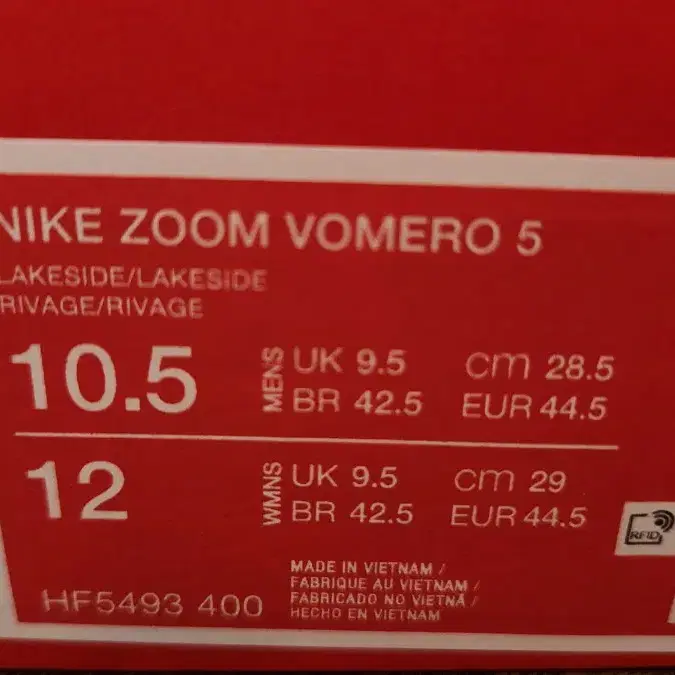 NIKE ZOOM VOMERO 5
LAKESIDE/LAKESIDE
RIVAGE/RIVAGE
10.5 MENS UK 9.5 cm 28.5
BR 42.5 EUR 44.5
12 WMNS UK 9.5 cm 29
BR 42.5 EUR 44.5
RFID
MADE IN VIETNAM /
FABRIQUE AU VIETNAM /
FABRICADO NO VIETNÃ /
HECHO EN VIETNAM
HF5493 400